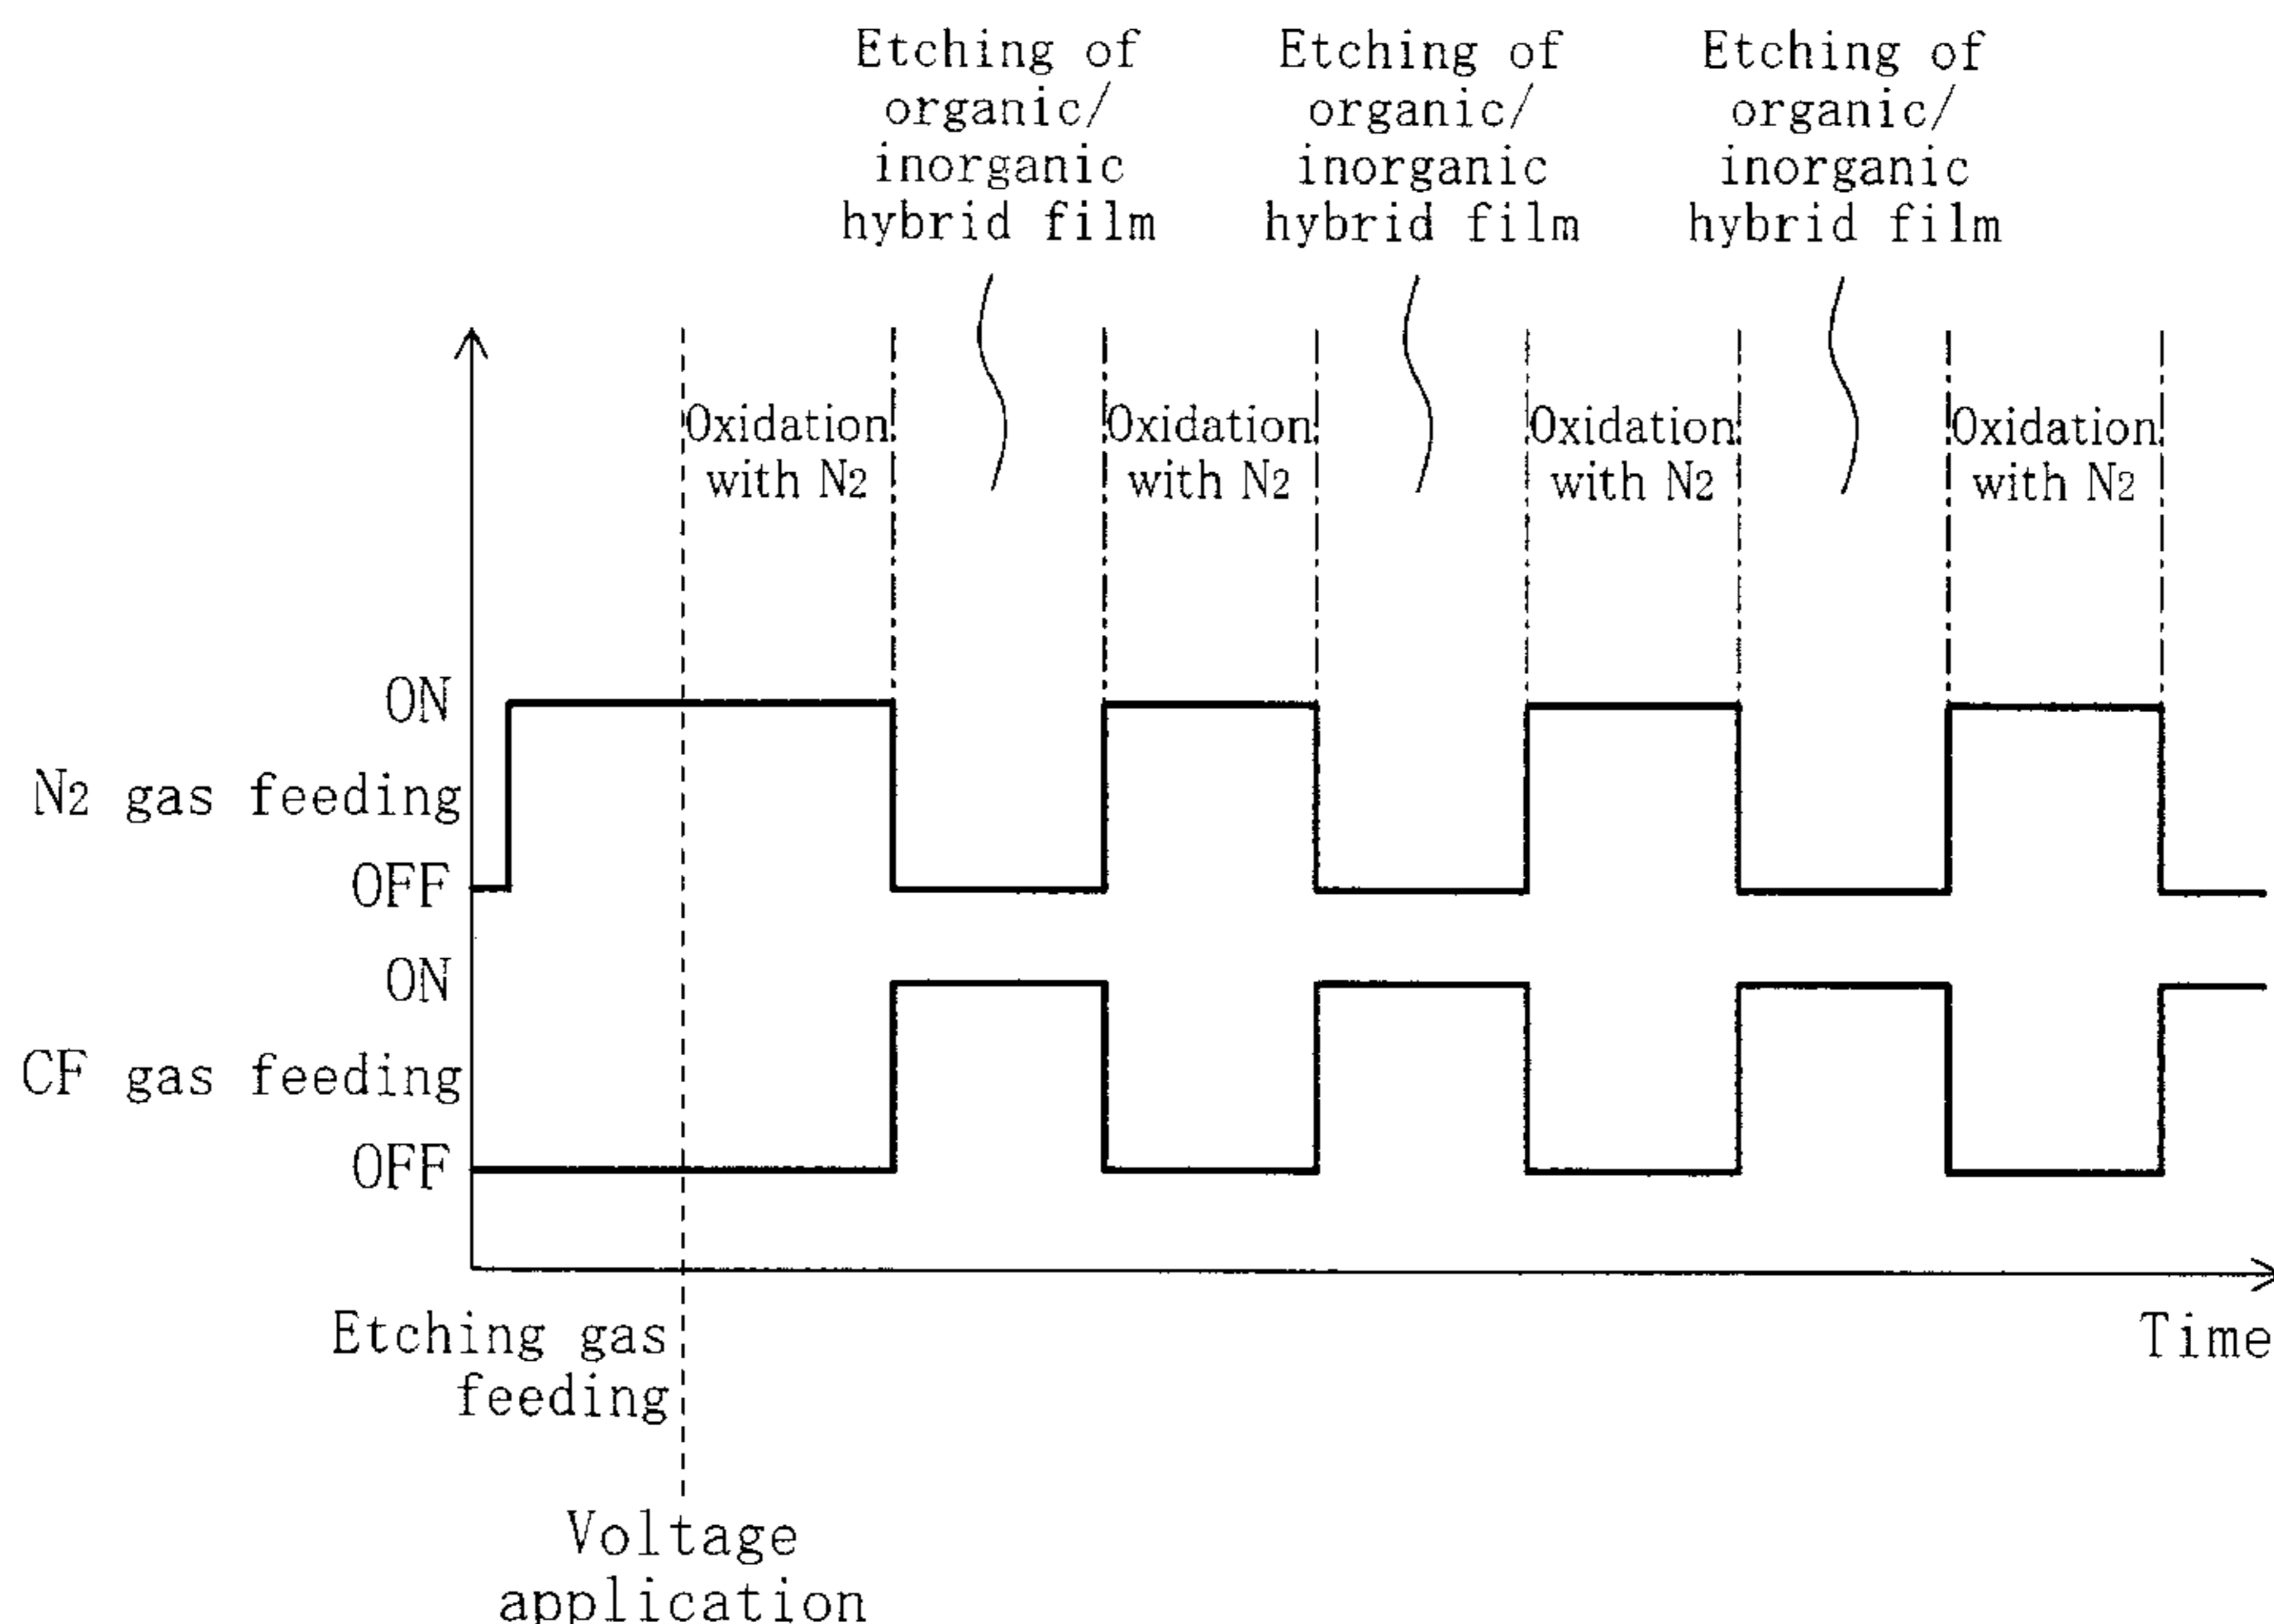 Etching of
organic/
inorganic
hybrid film
Etching of
organic/
inorganic
hybrid film
Etching of
organic/
inorganic
hybrid film
Oxidation
with N2
Oxidation
with N2
Oxidation
with N2
Oxidation
with N2
ON
N2 gas feeding
OFF
ON
CF gas feeding
OFF
Etching gas
feeding
Time
Voltage
application